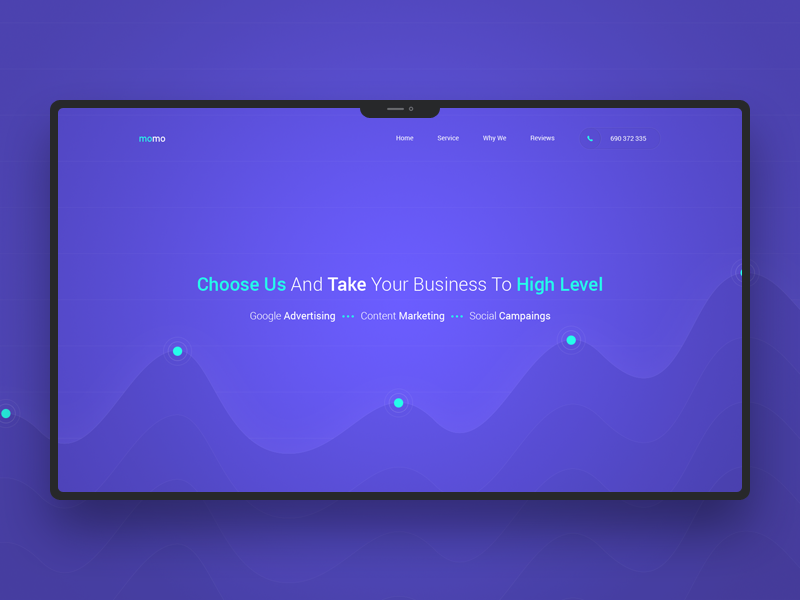 momo
Home Service Why We Reviews 690 372 335
Choose Us And Take Your Business To High Level
Google Advertising ••• Content Marketing ••• Social Campaings